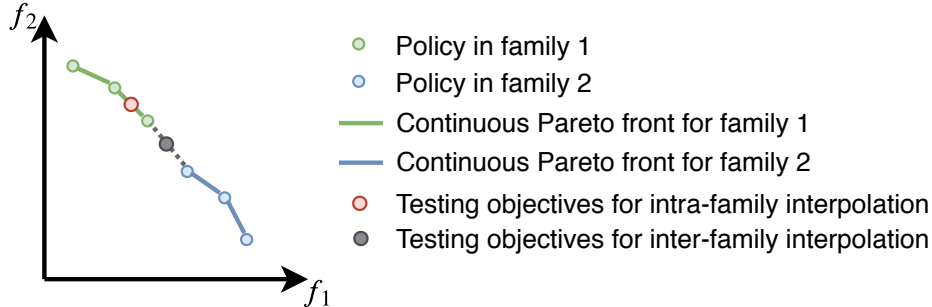 f2
Policy in family 1
Policy in family 2
Continuous Pareto front for family 1
Continuous Pareto front for family 2
Testing objectives for intra-family interpolation
Testing objectives for inter-family interpolation
f1